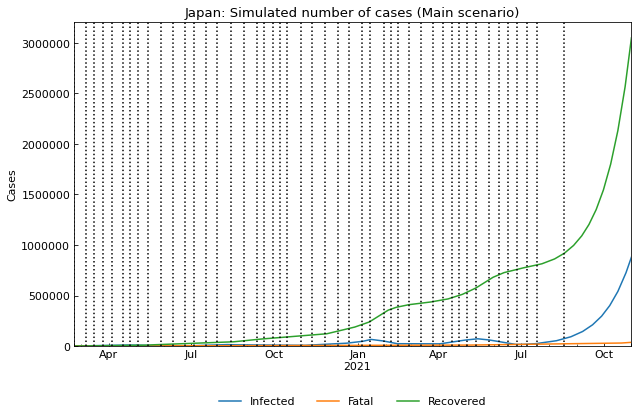 Japan: Simulated number of cases (Main scenario)
3000000
2500000
2000000
1500000
1000000
500000
0
Cases
Apr Jul Oct Jan Apr Jul Oct
2021
Infected Fatal Recovered